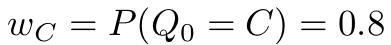 w_C = P(Q_0 = C) = 0.8